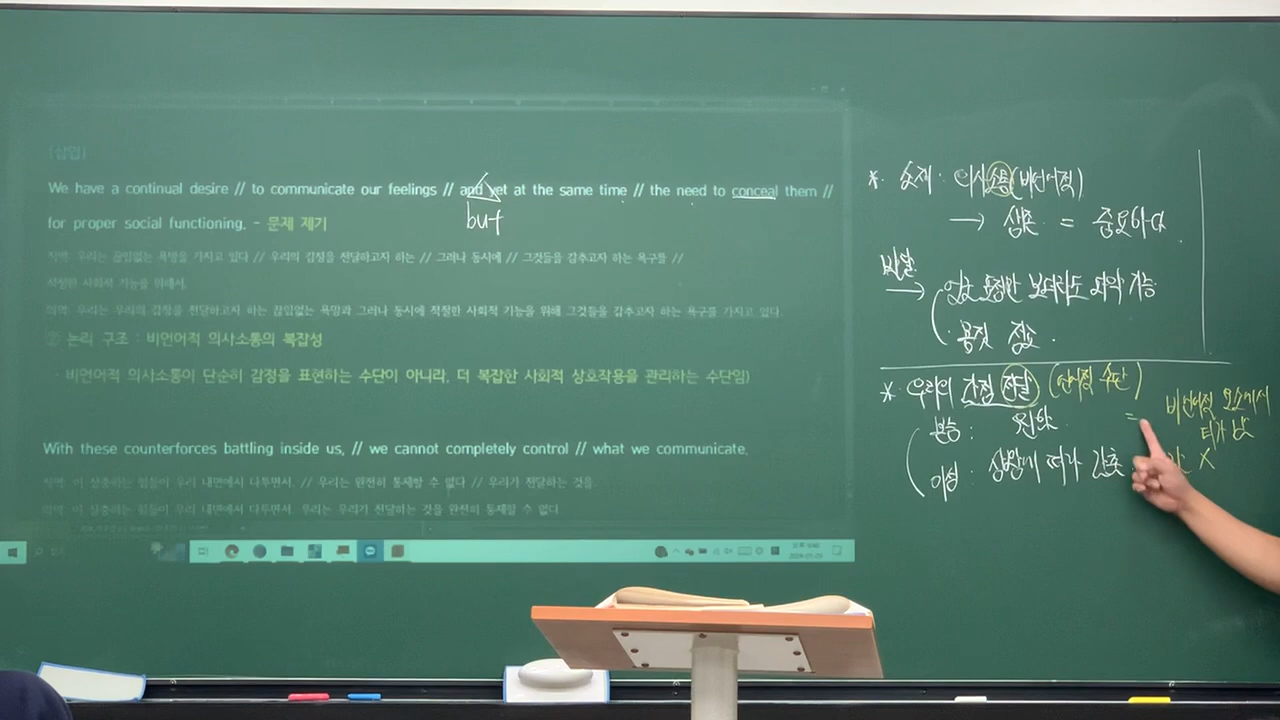 [삽입]
We have a continual desire // to communicate our feelings // and yet at the same time // the need to conceal them //
but
for proper social functioning. - 문제 제기
직역: 우리는 끊임없는 욕망을 가지고 있다 // 우리의 감정을 전달하고자 하는 // 그러나 동시에 // 그것들을 감추고자 하는 욕구를 //
적절한 사회적 기능을 위해서.
의역: 우리는 우리의 감정을 전달하고자 하는 끊임없는 욕망과 그러나 동시에 적절한 사회적 기능을 위해 그것들을 감추고자 하는 욕구를 가지고 있다.
② 논리 구조 : 비언어적 의사소통의 복잡성
· 비언어적 의사소통이 단순히 감정을 표현하는 수단이 아니라, 더 복잡한 사회적 상호작용을 관리하는 수단임)
With these counterforces battling inside us, // we cannot completely control // what we communicate.
직역: 이 상충하는 힘들이 우리 내면에서 다투면서, // 우리는 완전히 통제할 수 없다 // 우리가 전달하는 것을
의역: 이 상충하는 힘들이 우리 내면에서 다투면서, 우리는 우리가 전달하는 것을 완전히 통제할 수 없다
* 소재 : 의사소통 (비언어적)
→ 생존 = 중요하다.
발달
→ 얼굴 표정만 보더라도 파악 가능
· 몸짓 정보.
* 우리의 감정 전달 (언어적 수단)
본능 : 진화
= 비언어적 요소에서
티가 남
이성 : 상황에 따라 감춤
X